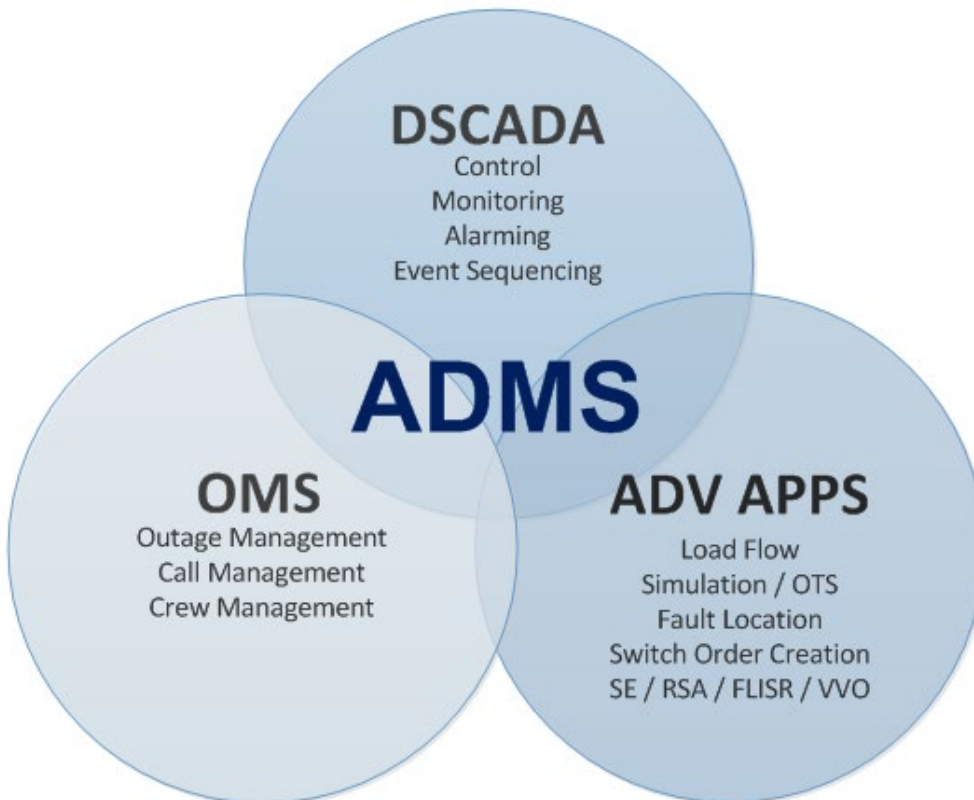 DSCADA
Control
Monitoring
Alarming
Event Sequencing
ADMS
OMS
Outage Management
Call Management
Crew Management
ADV APPS
Load Flow
Simulation / OTS
Fault Location
Switch Order Creation
SE / RSA / FLISR / VVO